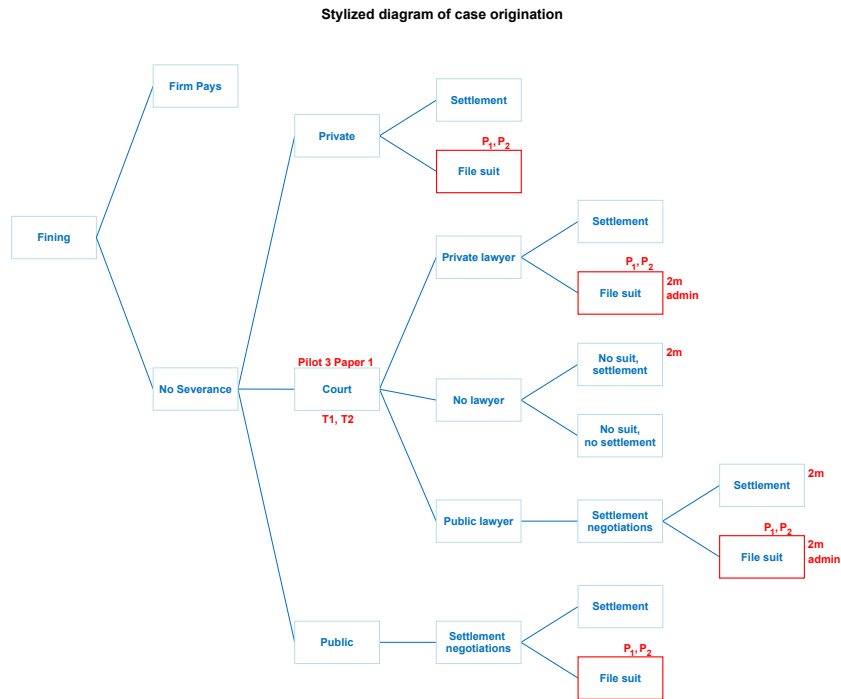 Stylized diagram of case origination
Firm Pays
Fining
No Severance
Private
Settlement
P1, P2
File suit
Pilot 3 Paper 1
Court
T1, T2
Private lawyer
Settlement
P1, P2
File suit
2m
admin
No lawyer
No suit,
settlement
2m
No suit,
no settlement
Public lawyer
Settlement
negotiations
Settlement
2m
P1, P2
File suit
2m
admin
Public
Settlement
negotiations
Settlement
P1, P2
File suit